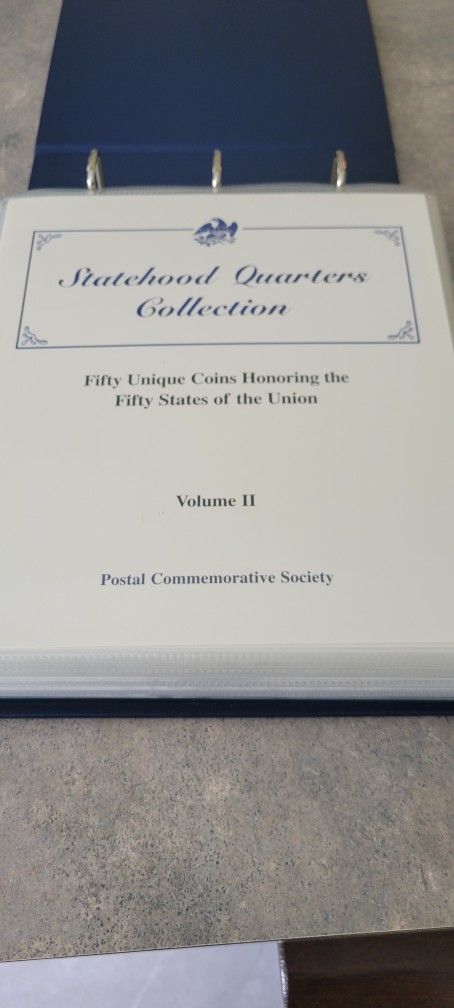 Statehood Quarters
Collection
Fifty Unique Coins Honoring the
Fifty States of the Union
Volume II
Postal Commemorative Society